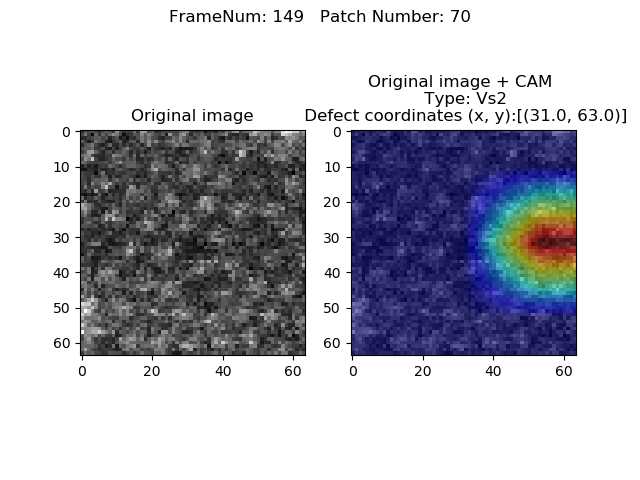 FrameNum: 149   Patch Number: 70
Original image
Original image + CAM
Type: Vs2
Defect coordinates (x, y):[(31.0, 63.0)]
0
10
20
30
40
50
60
0 20 40 60
0
10
20
30
40
50
60
0 20 40 60